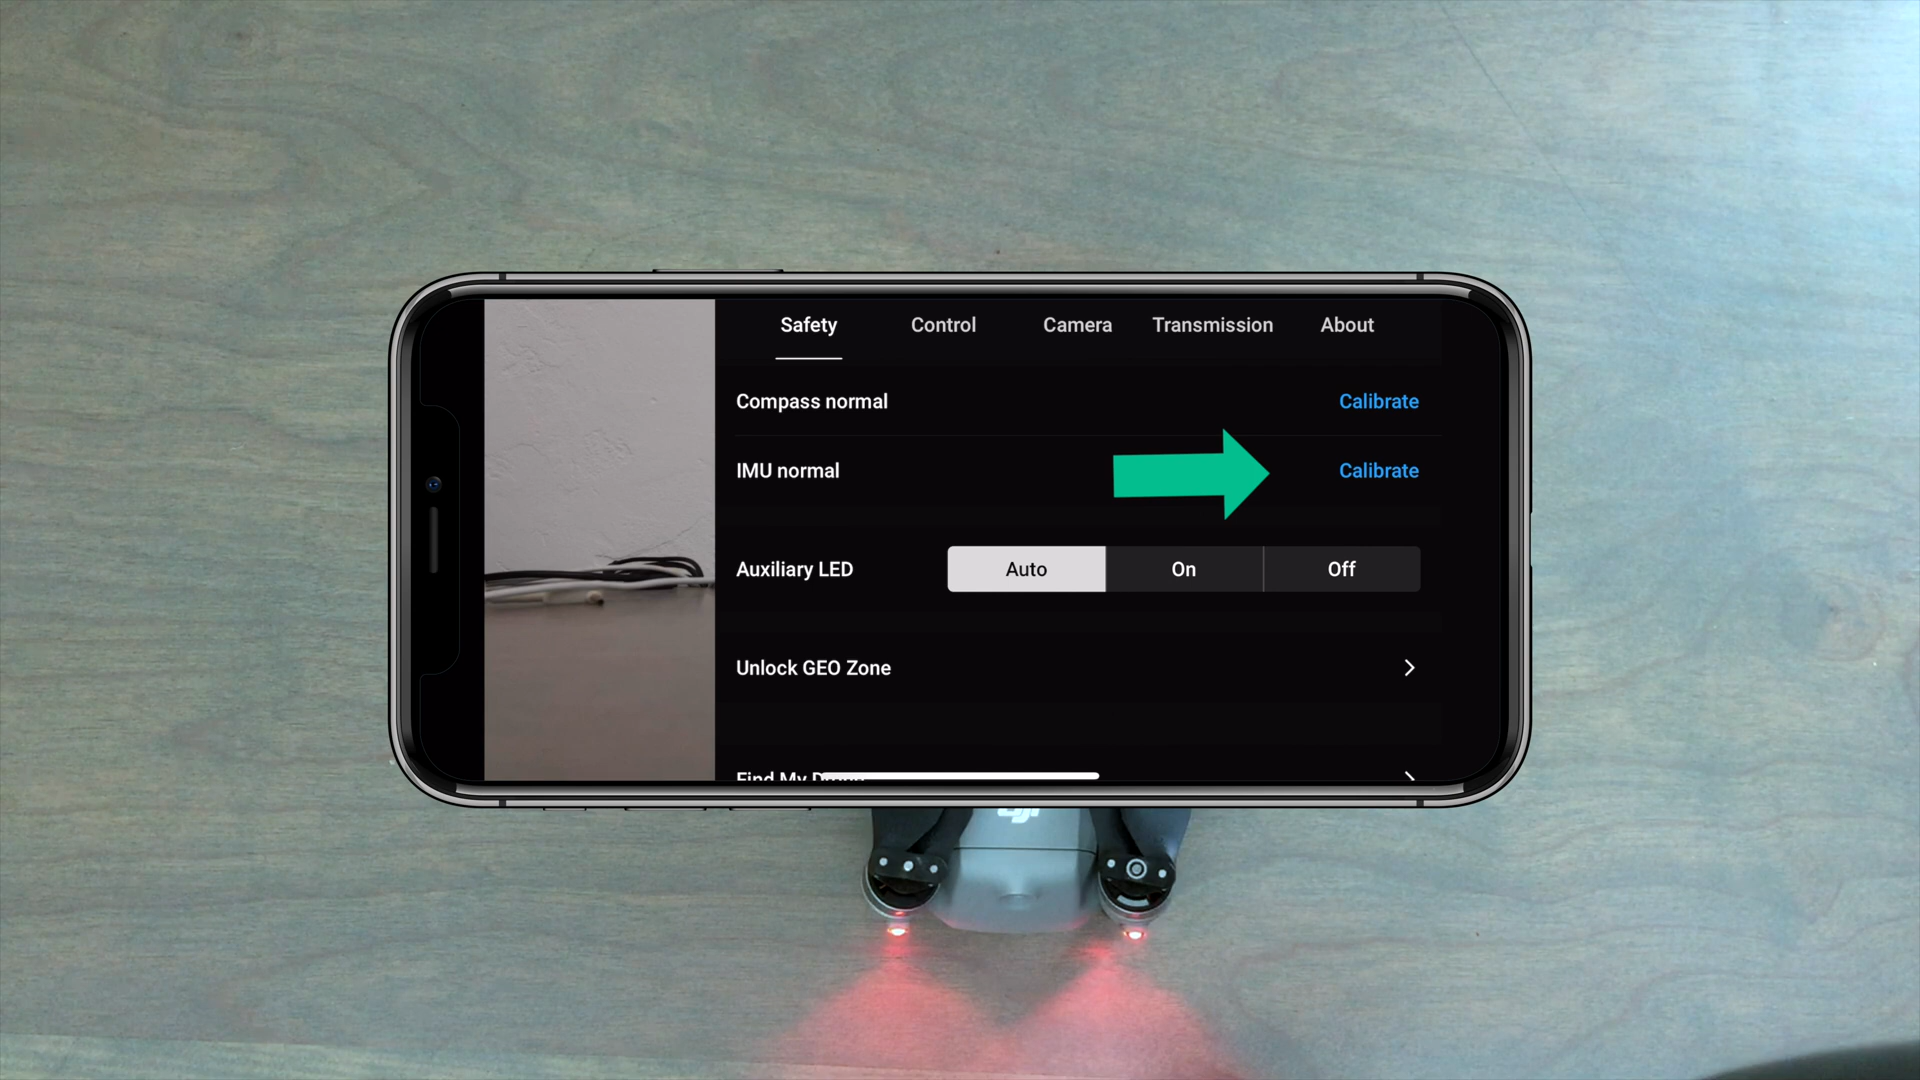 Safety Control Camera Transmission About
Compass normal Calibrate
IMU normal Calibrate
Auxiliary LED Auto On Off
Unlock GEO Zone
Find My Drone
dji